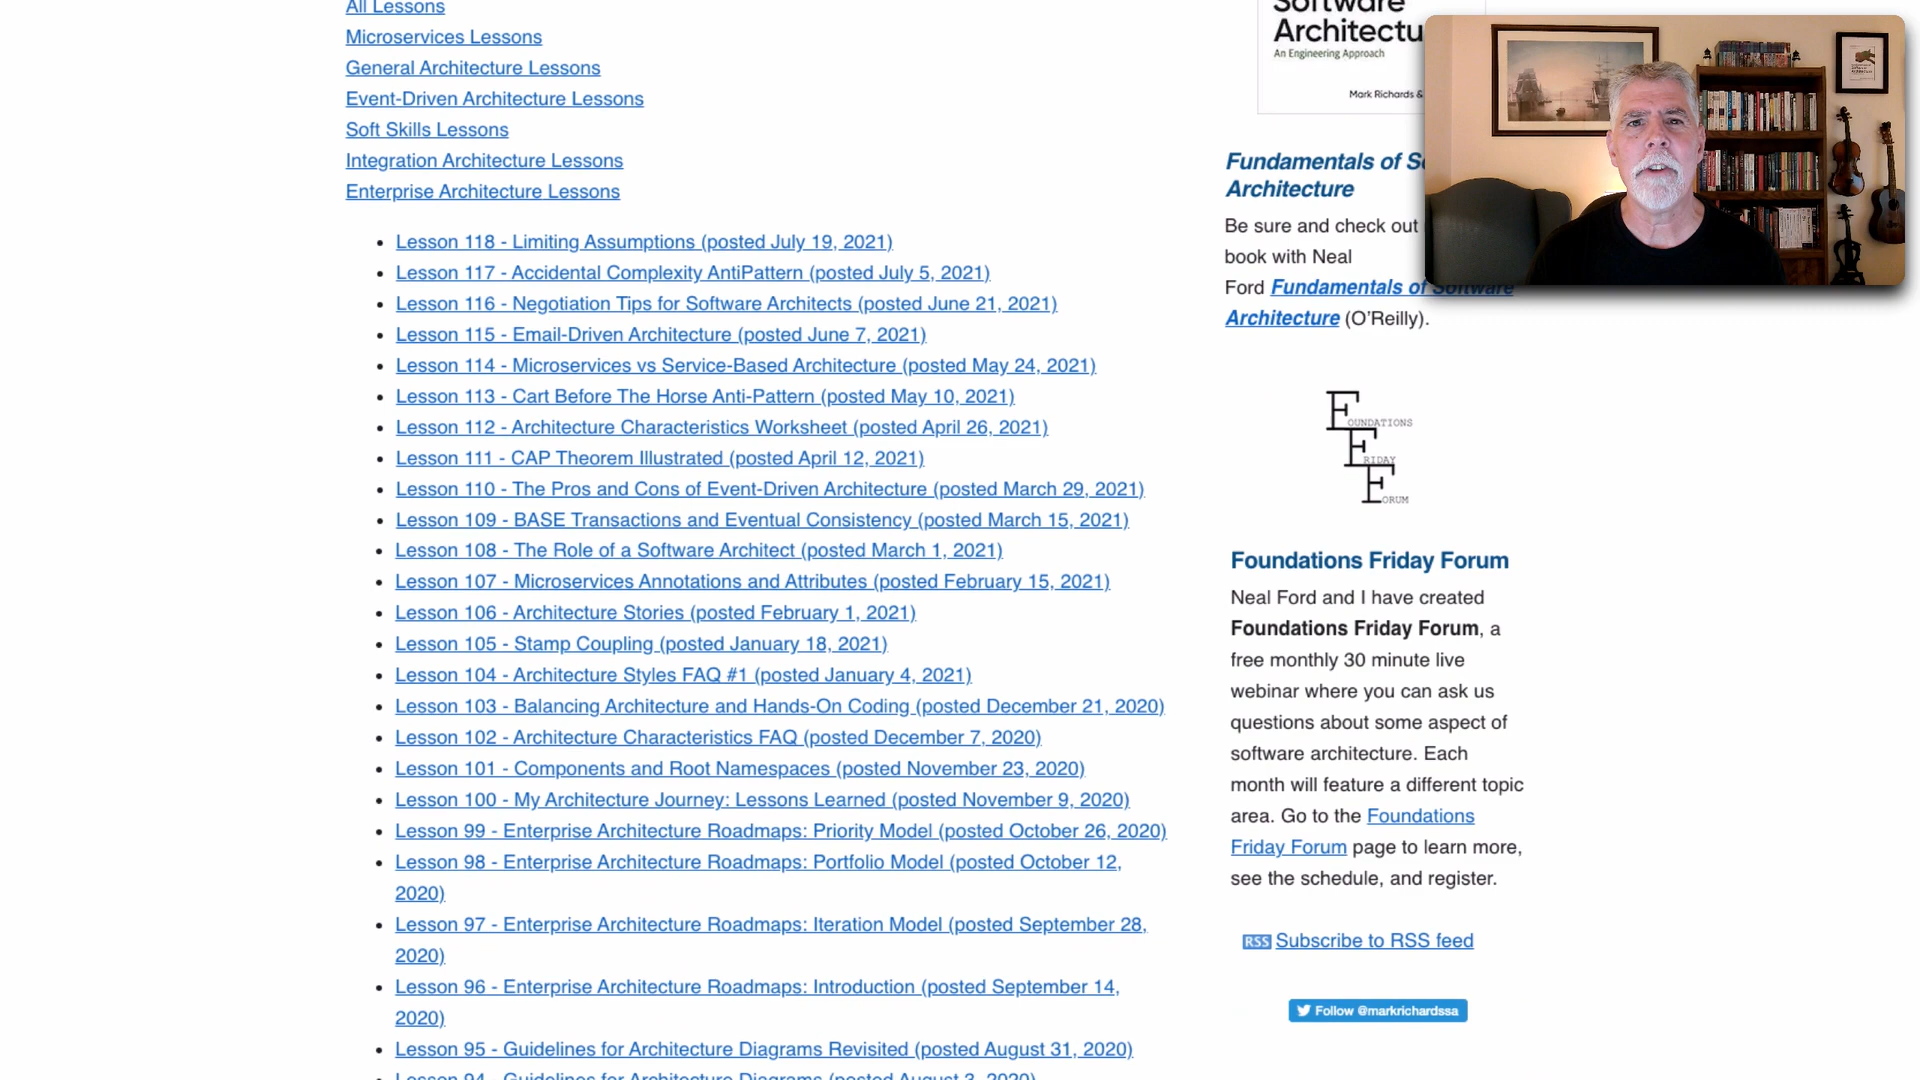 All Lessons
Microservices Lessons
General Architecture Lessons
Event-Driven Architecture Lessons
Soft Skills Lessons
Integration Architecture Lessons
Enterprise Architecture Lessons
• Lesson 118 - Limiting Assumptions (posted July 19, 2021)
• Lesson 117 - Accidental Complexity AntiPattern (posted July 5, 2021)
• Lesson 116 - Negotiation Tips for Software Architects (posted June 21, 2021)
• Lesson 115 - Email-Driven Architecture (posted June 7, 2021)
• Lesson 114 - Microservices vs Service-Based Architecture (posted May 24, 2021)
• Lesson 113 - Cart Before The Horse Anti-Pattern (posted May 10, 2021)
• Lesson 112 - Architecture Characteristics Worksheet (posted April 26, 2021)
• Lesson 111 - CAP Theorem Illustrated (posted April 12, 2021)
• Lesson 110 - The Pros and Cons of Event-Driven Architecture (posted March 29, 2021)
• Lesson 109 - BASE Transactions and Eventual Consistency (posted March 15, 2021)
• Lesson 108 - The Role of a Software Architect (posted March 1, 2021)
• Lesson 107 - Microservices Annotations and Attributes (posted February 15, 2021)
• Lesson 106 - Architecture Stories (posted February 1, 2021)
• Lesson 105 - Stamp Coupling (posted January 18, 2021)
• Lesson 104 - Architecture Styles FAQ #1 (posted January 4, 2021)
• Lesson 103 - Balancing Architecture and Hands-On Coding (posted December 21, 2020)
• Lesson 102 - Architecture Characteristics FAQ (posted December 7, 2020)
• Lesson 101 - Components and Root Namespaces (posted November 23, 2020)
• Lesson 100 - My Architecture Journey: Lessons Learned (posted November 9, 2020)
• Lesson 99 - Enterprise Architecture Roadmaps: Priority Model (posted October 26, 2020)
• Lesson 98 - Enterprise Architecture Roadmaps: Portfolio Model (posted October 12,
2020)
• Lesson 97 - Enterprise Architecture Roadmaps: Iteration Model (posted September 28,
2020)
• Lesson 96 - Enterprise Architecture Roadmaps: Introduction (posted September 14,
2020)
• Lesson 95 - Guidelines for Architecture Diagrams Revisited (posted August 31, 2020)
Lesson 94 - Guidelines for Architecture Diagrams (posted August 3, 2020)
Software
Architectu
An Engineering Approach
Mark Richards &
Fundamentals of S
Architecture
Be sure and check out
book with Neal
Ford Fundamentals of Software
Architecture (O'Reilly).
FOUNDATIONS
FRIDAY
FORUM
Foundations Friday Forum
Neal Ford and I have created
Foundations Friday Forum, a
free monthly 30 minute live
webinar where you can ask us
questions about some aspect of
software architecture. Each
month will feature a different topic
area. Go to the Foundations
Friday Forum page to learn more,
see the schedule, and register.
RSS Subscribe to RSS feed
Follow @markrichardssa